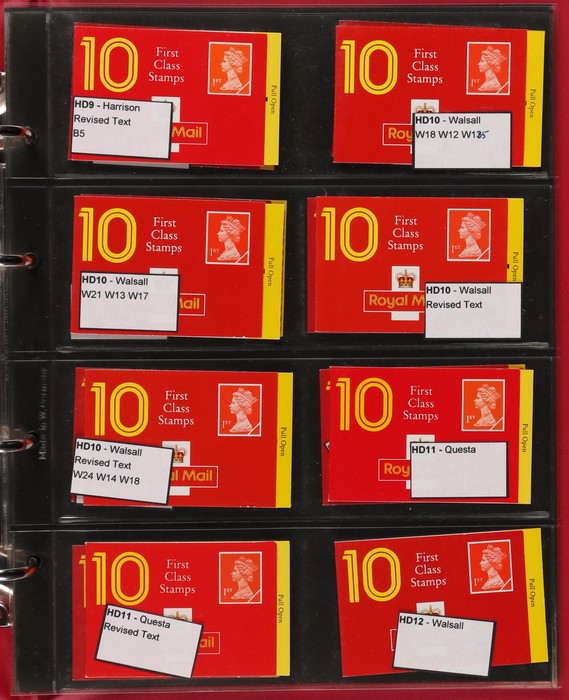 10
First
Class
Stamps
1ST
Pull Open
HD9 - Harrison
Revised Text
B5
Mail
10
First
Class
Stamps
1ST
Pull Open
Roy
HD10 - Walsall
W18 W12 W1
10
First
Class
Stamps
1ST
Pull Open
HD10 - Walsall
W21 W13 W17
Mail
10
First
Class
Stamps
1ST
Pull Open
Royal M
HD10 - Walsall
Revised Text
10
First
Class
Stamps
1ST
Pull Open
HD10 - Walsall
Revised Text
W24 W14 W18
al Mail
10
First
Class
Stamps
1ST
Pull Open
Roy
HD11 - Questa
10
First
Class
Stamps
1ST
Pull Open
HD11 - Questa
Revised Text
Mail
10
First
Class
Stamps
1ST
Pull Open
HD12 - Walsall
Made in W. Germany